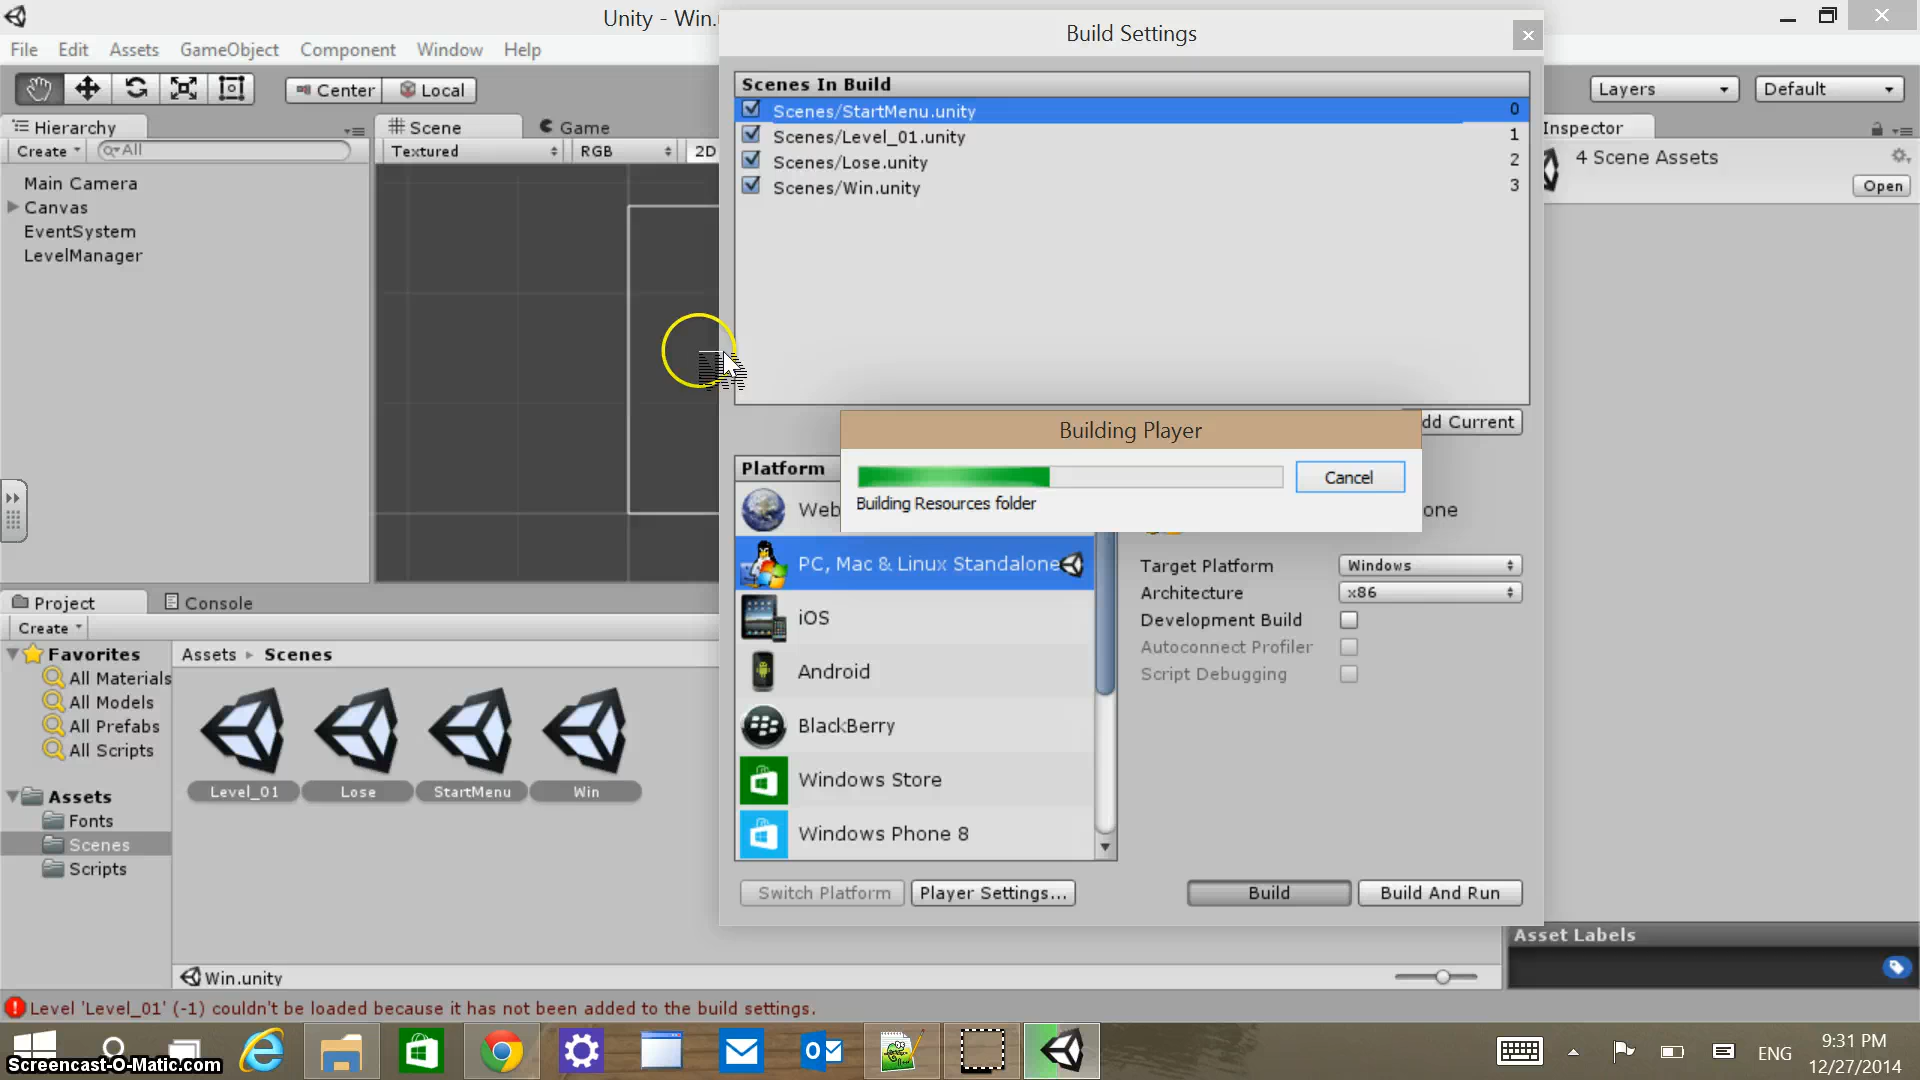 Unity - Win.
Build Settings
File Edit Assets GameObject Component Window Help
Center Local
Layers Default
Scenes In Build
Scenes/StartMenu.unity 0
Scenes/Level_01.unity 1
Scenes/Lose.unity 2
Scenes/Win.unity 3
Hierarchy
Create All
Main Camera
Canvas
EventSystem
LevelManager
Scene Game
Textured RGB 2D
Inspector
4 Scene Assets
Open
dd Current
Building Player
Cancel
Building Resources folder
Platform
Web
one
PC, Mac & Linux Standalone
iOS
Android
BlackBerry
Windows Store
Windows Phone 8
Target Platform Windows
Architecture x86
Development Build
Autoconnect Profiler
Script Debugging
Switch Platform Player Settings... Build Build And Run
Project Console
Create
Favorites
All Materials
All Models
All Prefabs
All Scripts
Assets
Fonts
Scenes
Scripts
Assets Scenes
Level_01 Lose StartMenu Win
Win.unity
Asset Labels
Level 'Level_01' (-1) couldn't be loaded because it has not been added to the build settings.
Screencast-O-Matic.com
ENG
9:31 PM
12/27/2014